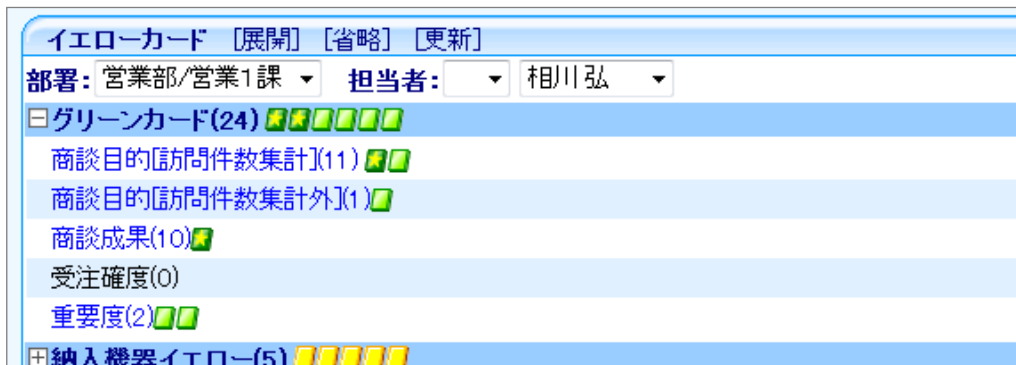 イエローカード [展開] [省略] [更新]
部署: 営業部/営業1課 担当者: 相川弘
グリーンカード(24)
商談目的[訪問件数集計](11)
商談目的[訪問件数集計外](1)
商談成果(10)
受注確度(0)
重要度(2)
納入機器イエロー(5)